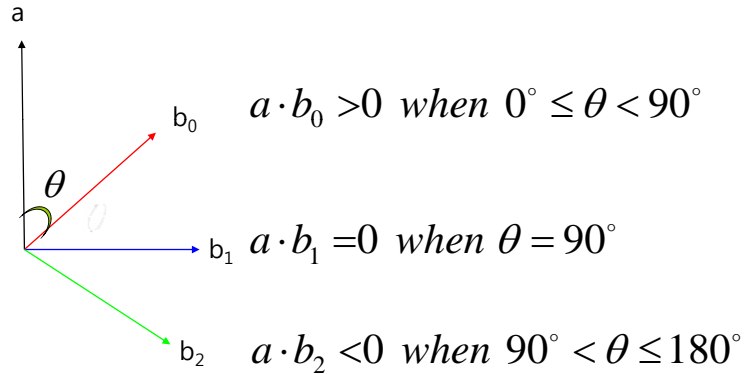 a
b₀ a · b₀ >0 when 0° ≤ θ < 90°
θ
b₁ a · b₁ =0 when θ = 90°
b₂ a · b₂ <0 when 90° < θ ≤ 180°